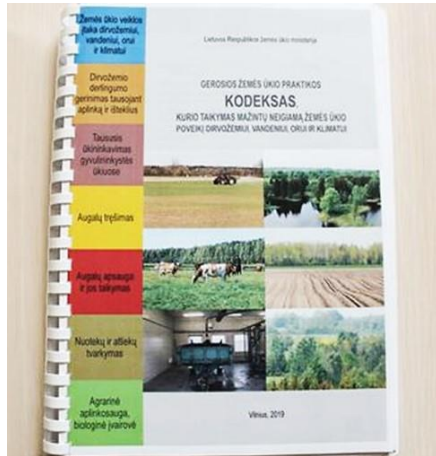 Žemės ūkio veiklos
įtaka dirvožemiui,
vandeniui, orui
ir klimatui
Dirvožemio
derlingumo
gerinimas tausojant
aplinką ir išteklius
Taususis
ūkininkavimas
gyvulininkystės
ūkiuose
Augalų tręšimas
Augalų apsauga
ir jos taikymas
Nuotekų ir atliekų
tvarkymas
Agrarinė
aplinkosauga,
biologinė įvairovė
Lietuvos Respublikos žemės ūkio ministerija
GEROSIOS ŽEMĖS ŪKIO PRAKTIKOS
KODEKSAS,
KURIO TAIKYMAS MAŽINTŲ NEIGIAMĄ ŽEMĖS ŪKIO
POVEIKĮ DIRVOŽEMIUI, VANDENIUI, ORUI IR KLIMATUI
Vilnius, 2019